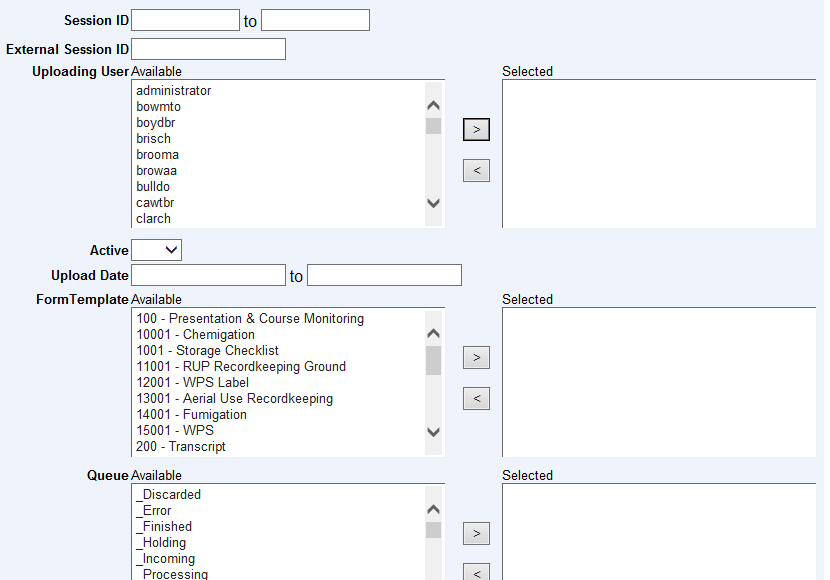 Session ID to
External Session ID
Uploading User Available Selected
administrator
bowmto
boydbr
brisch
brooma
browaa
bulldo
cawtbr
clarch
>
<
Active
Upload Date to
FormTemplate Available Selected
100 - Presentation & Course Monitoring
10001 - Chemigation
1001 - Storage Checklist
11001 - RUP Recordkeeping Ground
12001 - WPS Label
13001 - Aerial Use Recordkeeping
14001 - Fumigation
15001 - WPS
200 - Transcript
>
<
Queue Available Selected
_Discarded
_Error
_Finished
_Holding
_Incoming
_Processing
>
<